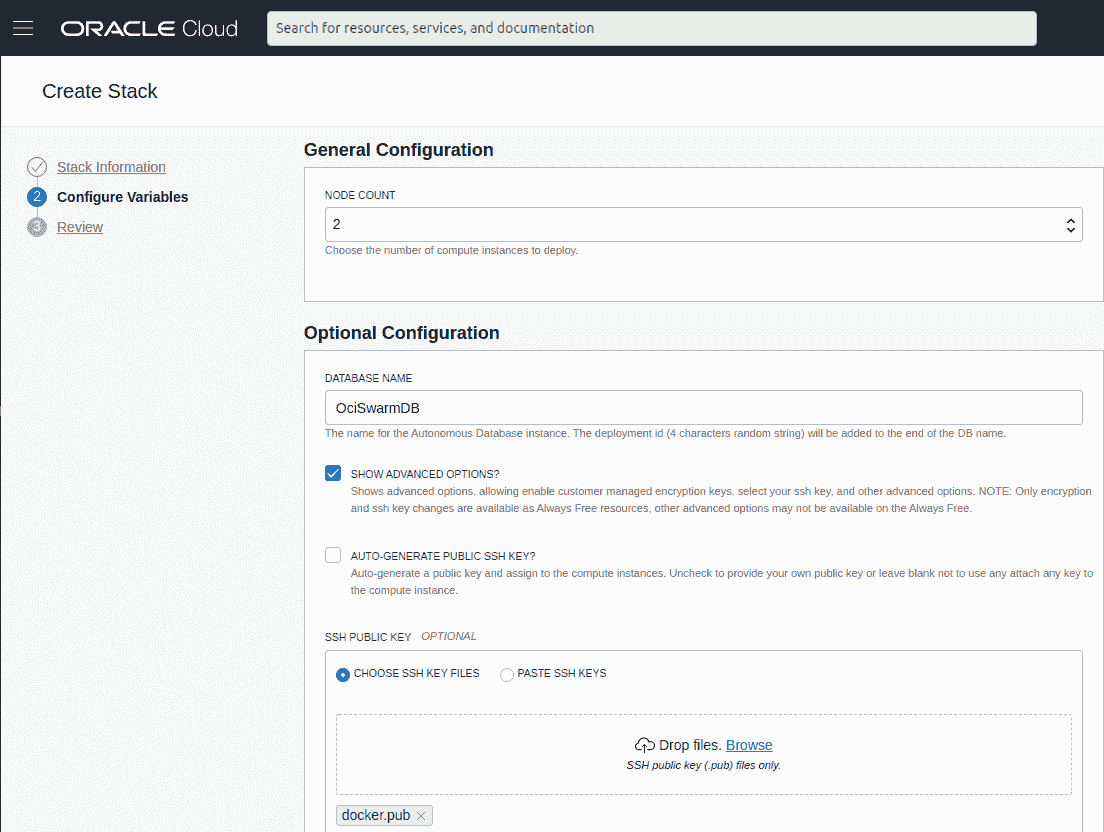 ORACLE Cloud
Search for resources, services, and documentation
Create Stack
Stack Information
2 Configure Variables
3 Review
General Configuration
NODE COUNT
2
Choose the number of compute instances to deploy.
Optional Configuration
DATABASE NAME
OciSwarmDB
The name for the Autonomous Database instance. The deployment id (4 characters random string) will be added to the end of the DB name.
SHOW ADVANCED OPTIONS?
Shows advanced options, allowing enable customer managed encryption keys, select your ssh key, and other advanced options. NOTE: Only encryption
and ssh key changes are available as Always Free resources, other advanced options may not be available on the Always Free.
AUTO-GENERATE PUBLIC SSH KEY?
Auto-generate a public key and assign to the compute instances. Uncheck to provide your own public key or leave blank not to use any attach any key to
the compute instance.
SSH PUBLIC KEY OPTIONAL
CHOOSE SSH KEY FILES PASTE SSH KEYS
Drop files. Browse
SSH public key (.pub) files only.
docker.pub